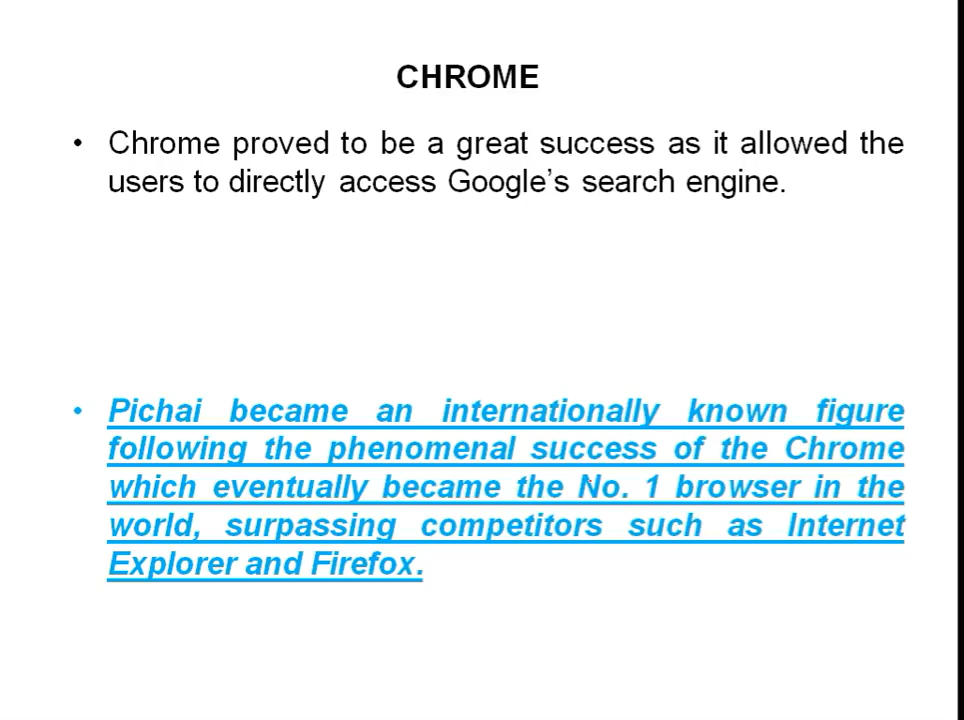 CHROME
• Chrome proved to be a great success as it allowed the
users to directly access Google’s search engine.
• Pichai became an internationally known figure
following the phenomenal success of the Chrome
which eventually became the No. 1 browser in the
world, surpassing competitors such as Internet
Explorer and Firefox.